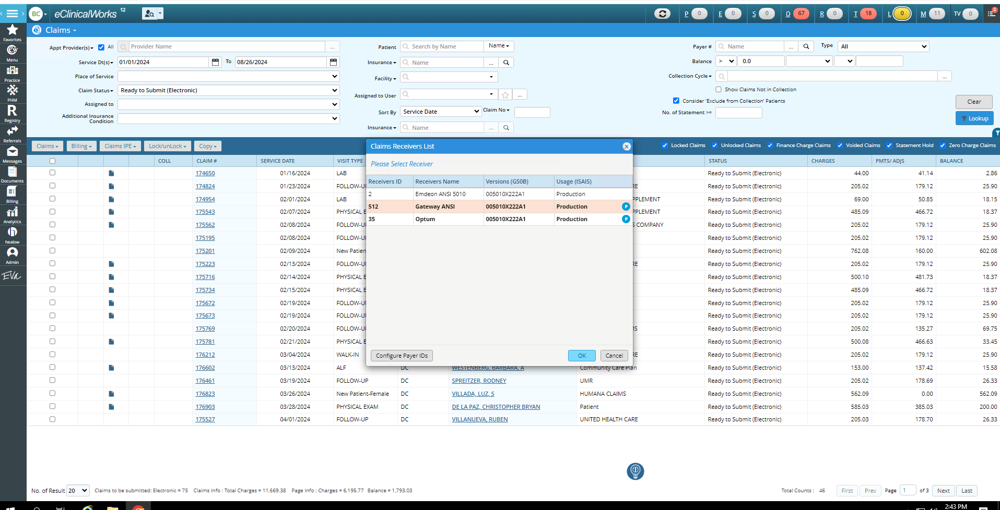 BC eClinicalWorks 12 P 0 E 0 S 0 D 67 R 0 T 18 L 0 M 11 TV 0 2
Favorites
Menu
Practice
PHM
Registry
Referrals
Messages
Documents
Billing
Analytics
healow
Admin
EVA
Claims
Appt Provider(s) All Provider Name ...
Service Dt(s) 01/01/2024 To 08/26/2024
Place of Service
Claim Status Ready to Submit (Electronic)
Assigned to
Additional Insurance
Condition
Patient Search by Name Name
Insurance Name ...
Facility
Assigned to User ...
Sort By Service Date Claim No
Insurance Name ...
Payer # Name ... Type All
Balance > 0.0
Collection Cycle ...
Show Claims Not in Collection
Consider 'Exclude from Collection' Patients
No. of Statement >=
Clear
Lookup
Claims Billing Claims IPE Lock/unLock Copy
Locked Claims Unlocked Claims Finance Charge Claims Voided Claims Statement Hold Zero Charge Claims
COLL CLAIM # SERVICE DATE VISIT TYPE STATUS CHARGES PMTS/ ADJS BALANCE
174650 01/16/2024 LAB Ready to Submit (Electronic) 44.00 41.14 2.86
174824 01/23/2024 FOLLOW-U RE Ready to Submit (Electronic) 205.02 179.12 25.90
174954 02/01/2024 LAB PPLEMENT Ready to Submit (Electronic) 69.00 50.85 18.15
175543 02/07/2024 PHYSICAL E PPLEMENT Ready to Submit (Electronic) 485.09 466.72 18.37
175562 02/08/2024 FOLLOW-U S COMPANY Ready to Submit (Electronic) 205.02 179.12 25.90
175195 02/08/2024 FOLLOW-U Ready to Submit (Electronic) 205.02 179.12 25.90
175201 02/09/2024 New Patien Ready to Submit (Electronic) 762.08 160.00 602.08
175223 02/13/2024 FOLLOW-U RE Ready to Submit (Electronic) 205.02 179.12 25.90
175716 02/14/2024 PHYSICAL E Ready to Submit (Electronic) 500.10 481.73 18.37
175734 02/15/2024 PHYSICAL E Ready to Submit (Electronic) 485.09 466.72 18.37
175672 02/19/2024 FOLLOW-U Ready to Submit (Electronic) 205.02 179.12 25.90
175673 02/19/2024 FOLLOW-U Ready to Submit (Electronic) 205.02 179.12 25.90
175769 02/20/2024 FOLLOW-U MS Ready to Submit (Electronic) 205.02 135.27 69.75
175781 02/21/2024 PHYSICAL E Ready to Submit (Electronic) 500.08 466.63 33.45
176212 03/04/2024 WALK-IN RE Ready to Submit (Electronic) 205.02 179.12 25.90
176602 03/13/2024 ALF DC WESTENBERG, BARBARA, A Community Care Plan Ready to Submit (Electronic) 153.00 137.42 15.58
176461 03/19/2024 FOLLOW-UP DC SPREITZER, RODNEY UMR Ready to Submit (Electronic) 205.02 178.69 26.33
176823 03/26/2024 New Patient-Female DC VILLADA, LUZ, S HUMANA CLAIMS Ready to Submit (Electronic) 562.09 0.00 562.09
176903 03/28/2024 PHYSICAL EXAM DC DE LA PAZ, CHRISTOPHER BRYAN Patient Ready to Submit (Electronic) 585.03 385.03 200.00
175527 04/01/2024 FOLLOW-UP DC VILLANUEVA, RUBEN UNITED HEALTH CARE Ready to Submit (Electronic) 205.03 178.70 26.33
Claims Receivers List
Please Select Receiver
Receivers ID Receivers Name Versions (GS0B) Usage (ISAIS)
2 Emdeon ANSI 5010 005010X222A1 Production
512 Gateway ANSI 005010X222A1 Production P
35 Optum 005010X222A1 Production P
Configure Payer IDs OK Cancel
No. of Result 20 Claims to be submitted: Electronic = 75 Claims Info : Total Charges = 11,669.38 Page Info : Charges = 6,195.77 Balance = 1,793.03
Total Counts : 46 First Prev Page 1 of 3 Next Last
2:43 PM